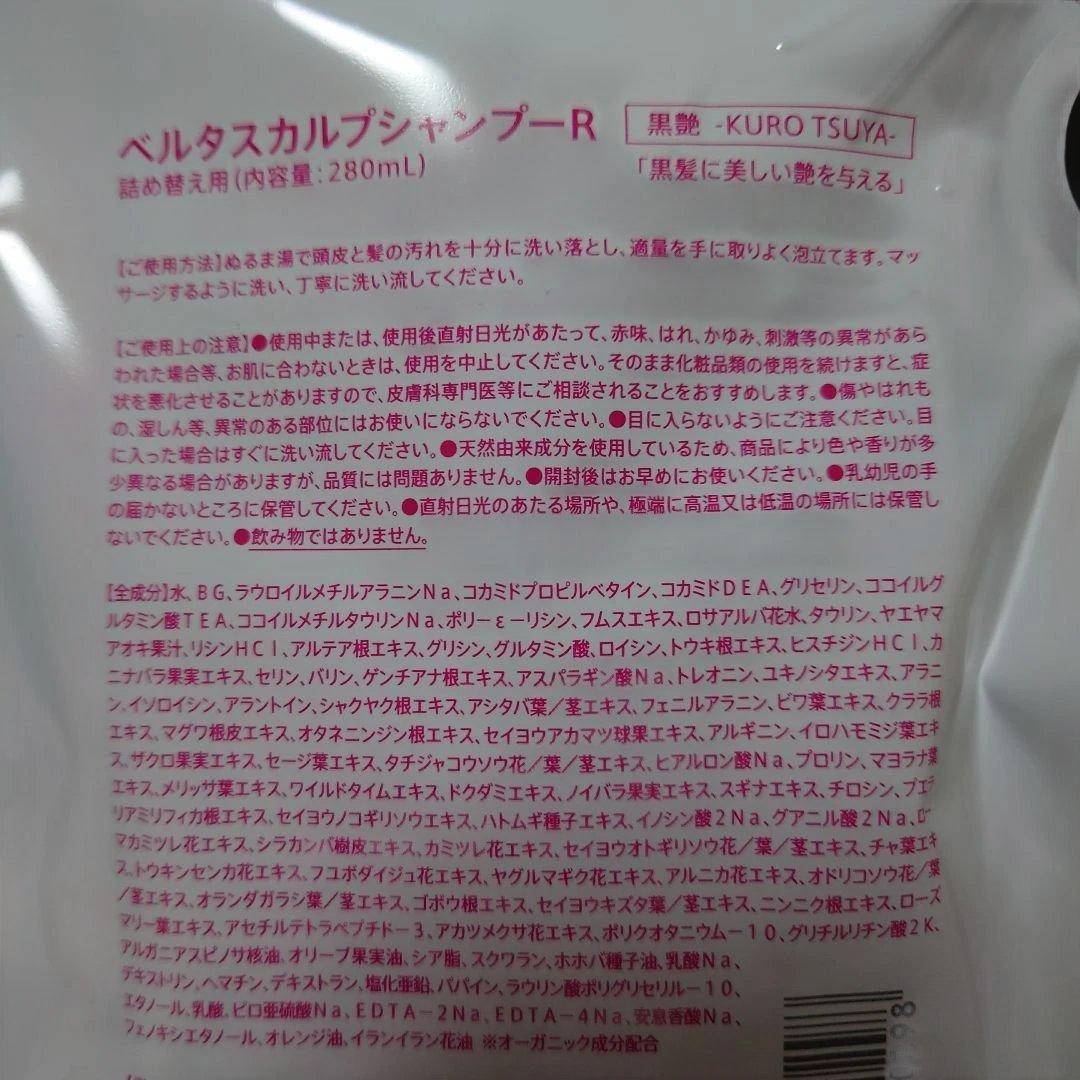 ベルタスカルプシャンプーR
黒艶 -KURO TSUYA-
詰め替え用(内容量:280mL)
「黒髪に美しい艶を与える」
【ご使用方法】ぬるま湯で頭皮と髪の汚れを十分に洗い落とし、適量を手に取りよく泡立てます。マッ
サージするように洗い、丁寧に洗い流してください。
【ご使用上の注意】●使用中または、使用後直射日光があたって、赤味、はれ、かゆみ、刺激等の異常があら
われた場合等、お肌に合わないときは、使用を中止してください。そのまま化粧品類の使用を続けますと、症
状を悪化させることがありますので、皮膚科専門医等にご相談されることをおすすめします。●傷やはれも
の、湿しん等、異常のある部位にはお使いにならないでください。●目に入らないようにご注意ください。目
に入った場合はすぐに洗い流してください。●天然由来成分を使用しているため、商品により色や香りが多
少異なる場合がありますが、品質には問題ありません。●開封後はお早めにお使いください。●乳幼児の手
の届かないところに保管してください。●直射日光のあたる場所や、極端に高温又は低温の場所には保管し
ないでください。●飲み物ではありません。
【全成分】水、BG、ラウロイルメチルアラニンNa、コカミドプロピルベタイン、コカミドDEA、グリセリン、ココイルグ
ルタミン酸TEA、ココイルメチルタウリンNa、ポリ－ε－リシン、フムスエキス、ロサアルバ花水、タウリン、ヤエヤマ
アオキ果汁、リシンHCl、アルテア根エキス、グリシン、グルタミン酸、ロイシン、トウキ根エキス、ヒスチジンHCl、カ
ニナバラ果実エキス、セリン、バリン、ゲンチアナ根エキス、アスパラギン酸Na、トレオニン、ユキノシタエキス、アラニ
ン、イソロイシン、アラントイン、シャクヤク根エキス、アシタバ葉/茎エキス、フェニルアラニン、ビワ葉エキス、クララ根
エキス、マグワ根皮エキス、オタネニンジン根エキス、セイヨウアカマツ球果エキス、アルギニン、イロハモミジ葉エキ
ス、ザクロ果実エキス、セージ葉エキス、タチジャコウソウ花/葉/茎エキス、ヒアルロン酸Na、プロリン、マヨラナ葉
エキス、メリッサ葉エキス、ワイルドタイムエキス、ドクダミエキス、ノイバラ果実エキス、スギナエキス、チロシン、プエラ
リアミリフィカ根エキス、セイヨウノコギリソウエキス、ハトムギ種子エキス、イノシン酸2Na、グアニル酸2Na、ロー
マカミツレ花エキス、シラカンバ樹皮エキス、カミツレ花エキス、セイヨウオトギリソウ花/葉/茎エキス、チャ葉エキ
ス、トウキンセンカ花エキス、フユボダイジュ花エキス、ヤグルマギク花エキス、アルニカ花エキス、オドリコソウ花/葉
/茎エキス、オランダガラシ葉/茎エキス、ゴボウ根エキス、セイヨウキズタ葉/茎エキス、ニンニク根エキス、ローズ
マリー葉エキス、アセチルテトラペプチド－3、アカツメクサ花エキス、ポリクオタニウム－10、グリチルリチン酸2K、
アルガニアスピノサ核油、オリーブ果実油、シア脂、スクワラン、ホホバ種子油、乳酸Na、
デキストリン、ヘマチン、デキストラン、塩化亜鉛、パパイン、ラウリン酸ポリグリセリル－10、
エタノール、乳酸、ピロ亜硫酸Na、EDTA－2Na、EDTA－4Na、安息香酸Na、
フェノキシエタノール、オレンジ油、イランイラン花油 ※オーガニック成分配合